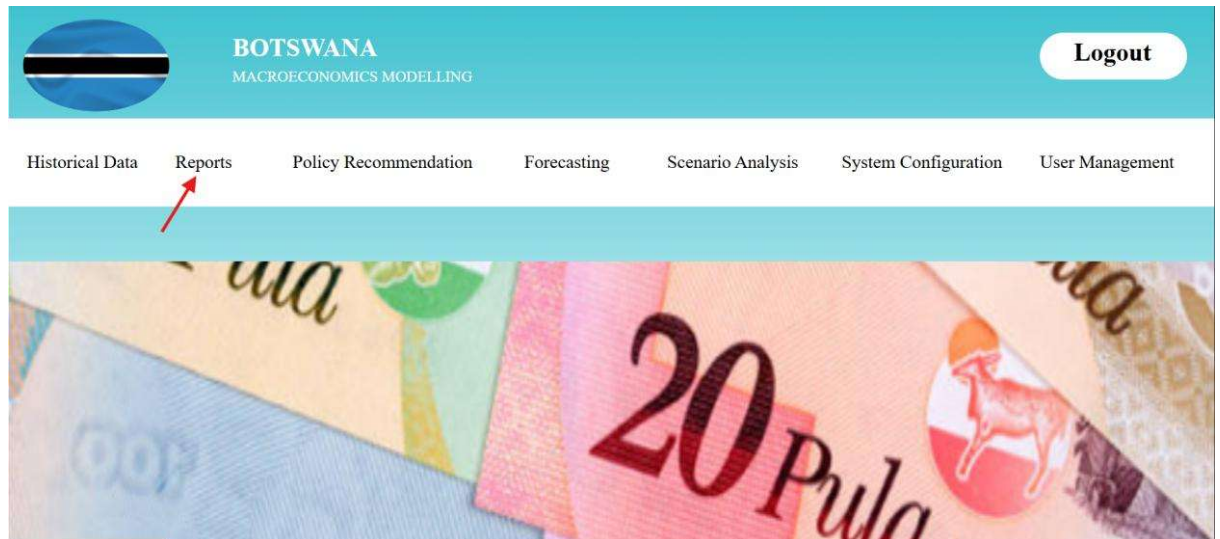 BOTSWANA
MACROECONOMICS MODELLING
Logout
Historical Data Reports Policy Recommendation Forecasting Scenario Analysis System Configuration User Management
Pula
20 Pula
100